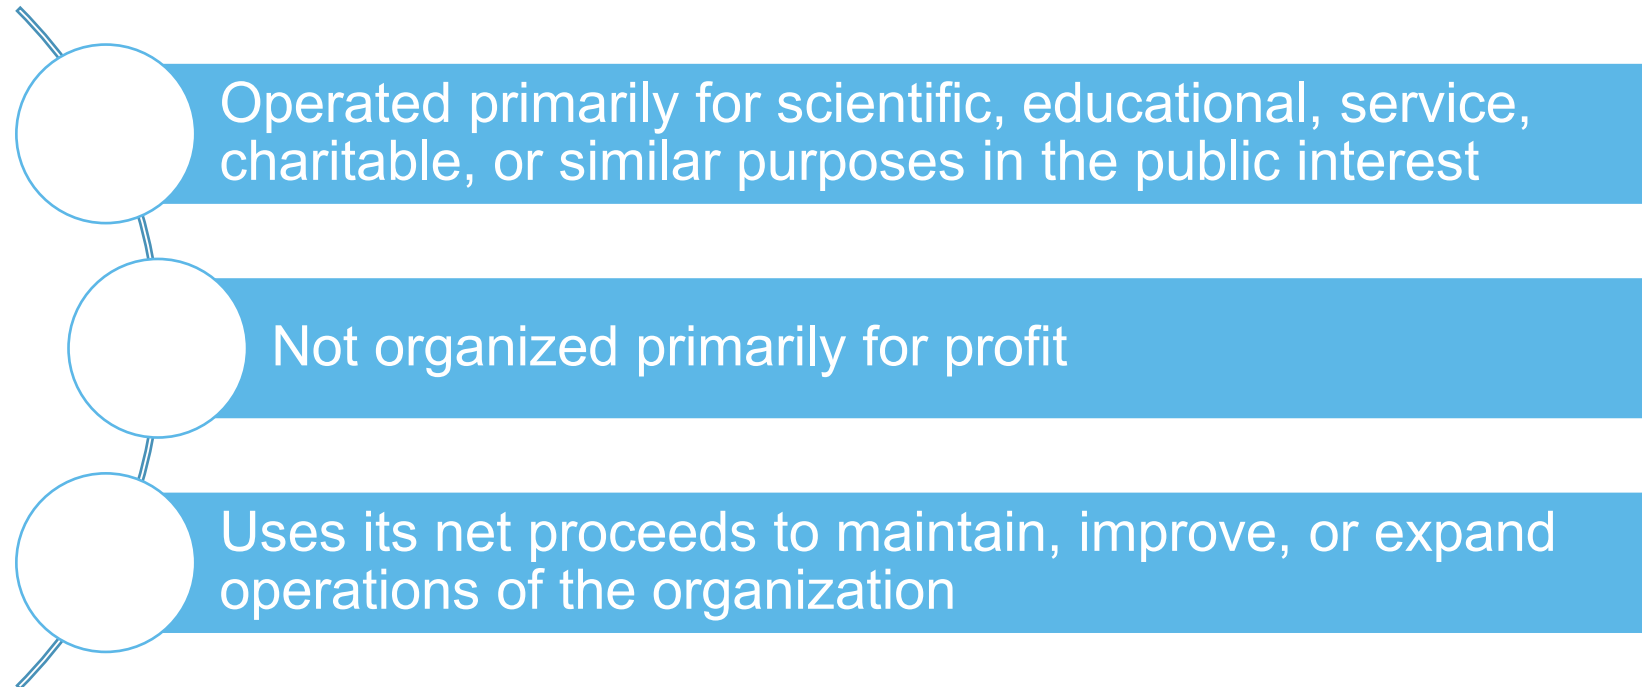 Operated primarily for scientific, educational, service,
charitable, or similar purposes in the public interest
Not organized primarily for profit
Uses its net proceeds to maintain, improve, or expand
operations of the organization